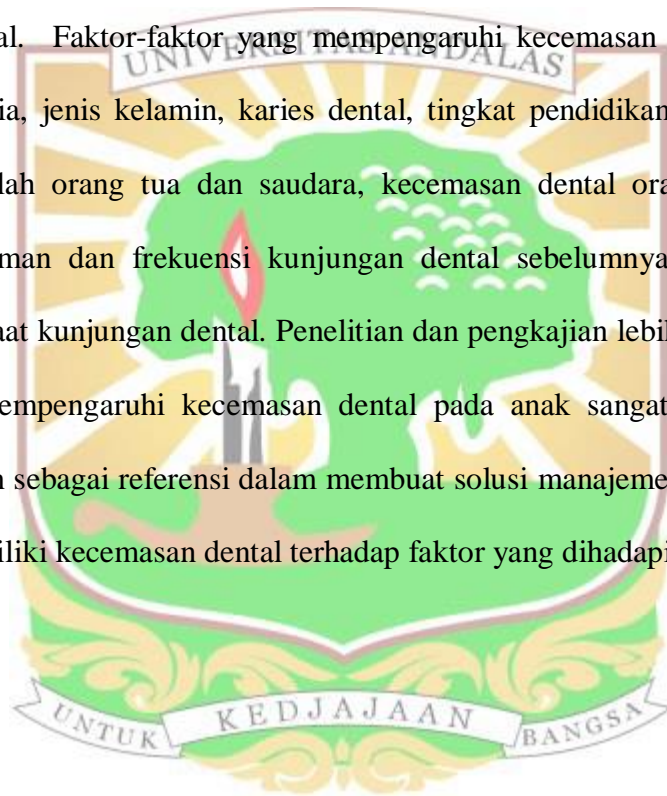 al. Faktor-faktor yang mempengaruhi kecemasan
UNIVERSITAS ANDALAS
ia, jenis kelamin, karies dental, tingkat pendidikan
lah orang tua dan saudara, kecemasan dental ora
man dan frekuensi kunjungan dental sebelumnya
aat kunjungan dental. Penelitian dan pengkajian lebil
empengaruhi kecemasan dental pada anak sangat
n sebagai referensi dalam membuat solusi manajeme
iliki kecemasan dental terhadap faktor yang dihadapi
UNTUK KEDJAJAAN BANGSA